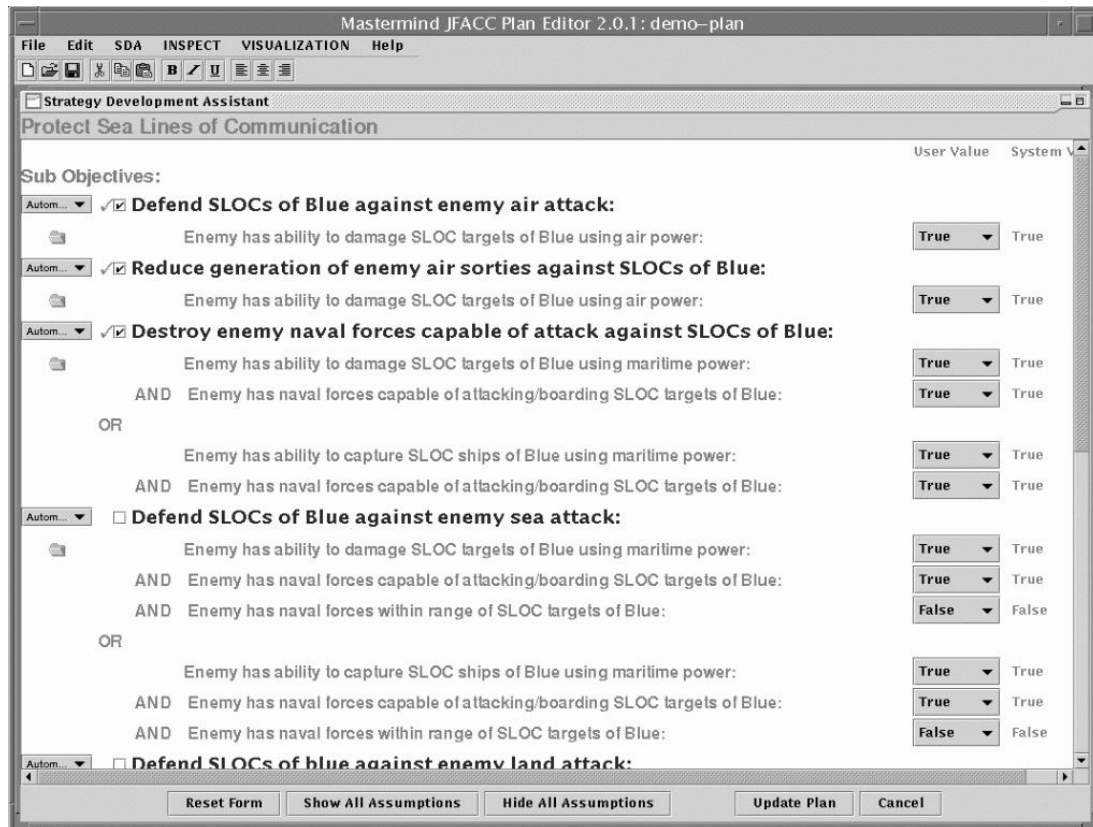 Mastermind JFACC Plan Editor 2.0.1: demo-plan
File Edit SDA INSPECT VISUALIZATION Help
B I U
Strategy Development Assistant
Protect Sea Lines of Communication
User Value System V
Sub Objectives:
Autom... Defend SLOCs of Blue against enemy air attack:
Enemy has ability to damage SLOC targets of Blue using air power: True True
Autom... Reduce generation of enemy air sorties against SLOCs of Blue:
Enemy has ability to damage SLOC targets of Blue using air power: True True
Autom... Destroy enemy naval forces capable of attack against SLOCs of Blue:
Enemy has ability to damage SLOC targets of Blue using maritime power: True True
AND Enemy has naval forces capable of attacking/boarding SLOC targets of Blue: True True
OR
Enemy has ability to capture SLOC ships of Blue using maritime power: True True
AND Enemy has naval forces capable of attacking/boarding SLOC targets of Blue: True True
Autom... Defend SLOCs of Blue against enemy sea attack:
Enemy has ability to damage SLOC targets of Blue using maritime power: True True
AND Enemy has naval forces capable of attacking/boarding SLOC targets of Blue: True True
AND Enemy has naval forces within range of SLOC targets of Blue: False False
OR
Enemy has ability to capture SLOC ships of Blue using maritime power: True True
AND Enemy has naval forces capable of attacking/boarding SLOC targets of Blue: True True
AND Enemy has naval forces within range of SLOC targets of Blue: False False
Autom... Defend SLOCs of blue against enemy land attack:
Reset Form Show All Assumptions Hide All Assumptions Update Plan Cancel